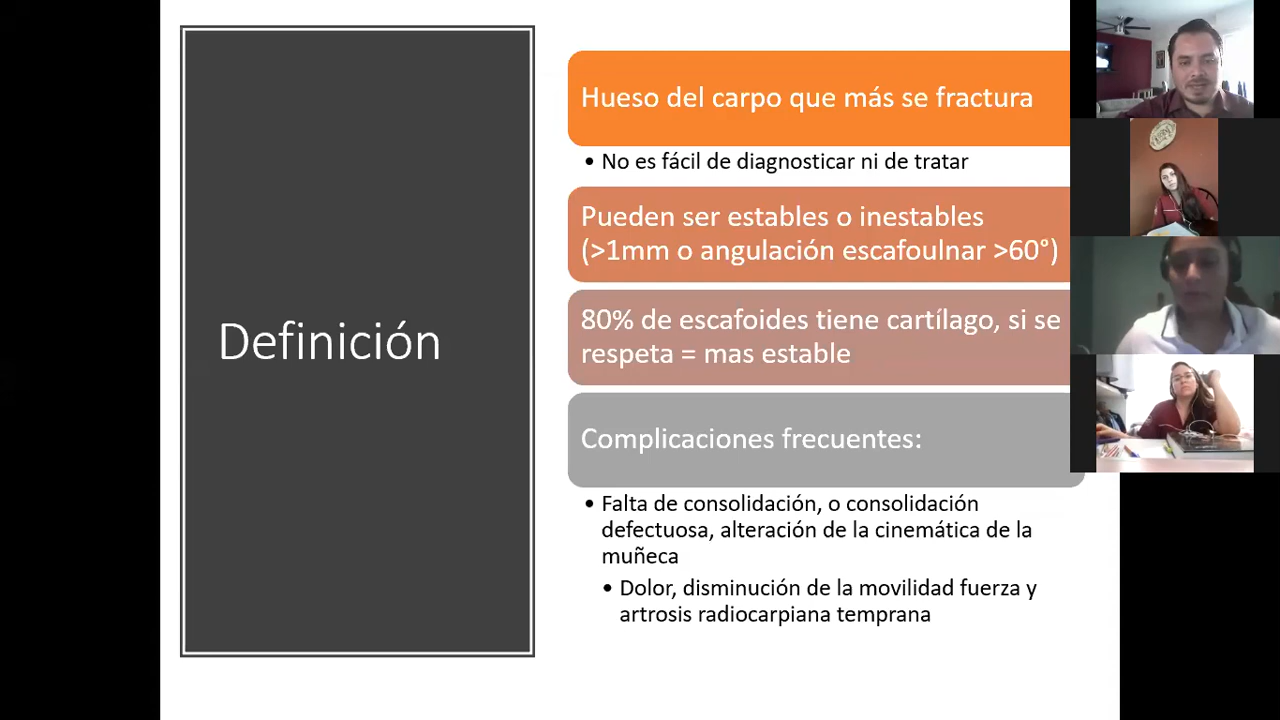 Definición
Hueso del carpo que más se fractura
• No es fácil de diagnosticar ni de tratar
Pueden ser estables o inestables
(>1mm o angulación escafoulnar >60°)
80% de escafoides tiene cartílago, si se
respeta = mas estable
Complicaciones frecuentes:
• Falta de consolidación, o consolidación
defectuosa, alteración de la cinemática de la
muñeca
• Dolor, disminución de la movilidad fuerza y
artrosis radiocarpiana temprana